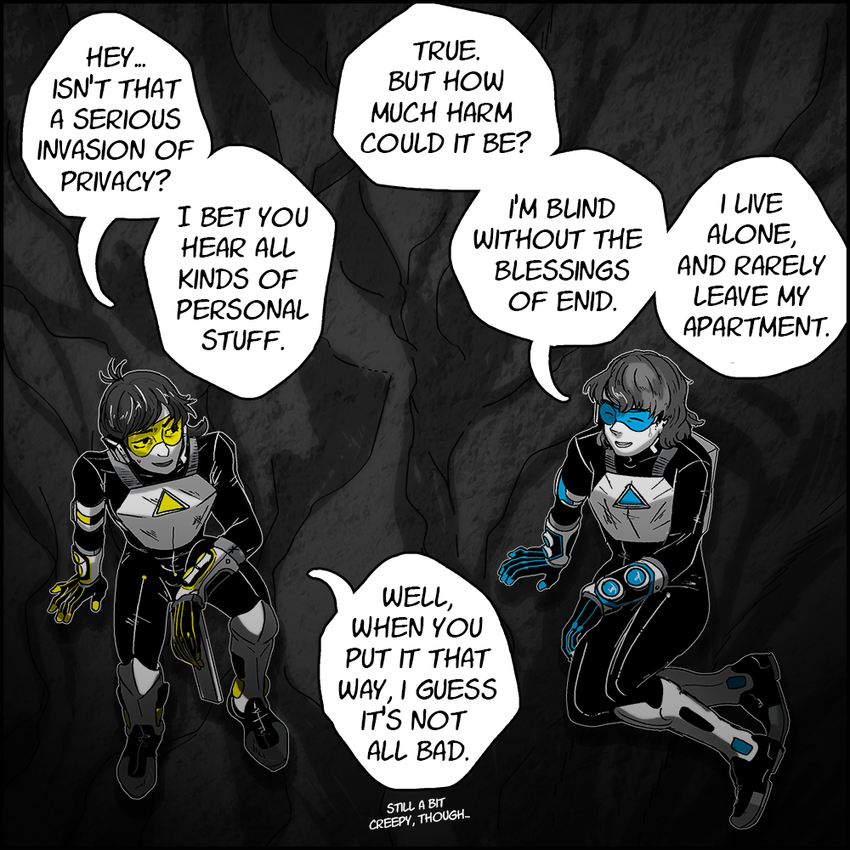 HEY...
ISN'T THAT
A SERIOUS
INVASION OF
PRIVACY?
I BET YOU
HEAR ALL
KINDS OF
PERSONAL
STUFF.
TRUE.
BUT HOW
MUCH HARM
COULD IT BE?
I'M BLIND
WITHOUT THE
BLESSINGS
OF ENID.
I LIVE
ALONE,
AND RARELY
LEAVE MY
APARTMENT.
WELL,
WHEN YOU
PUT IT THAT
WAY, I GUESS
IT'S NOT
ALL BAD.
STILL A BIT
CREEPY, THOUGH...